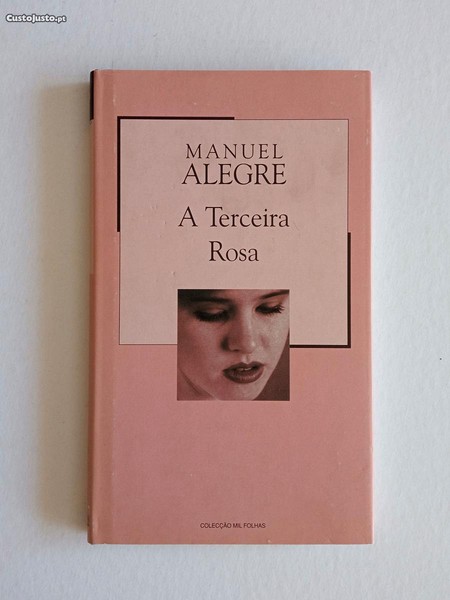 CustoJusto.pt
MANUEL
ALEGRE
A Terceira
Rosa
COLECÇÃO MIL FOLHAS